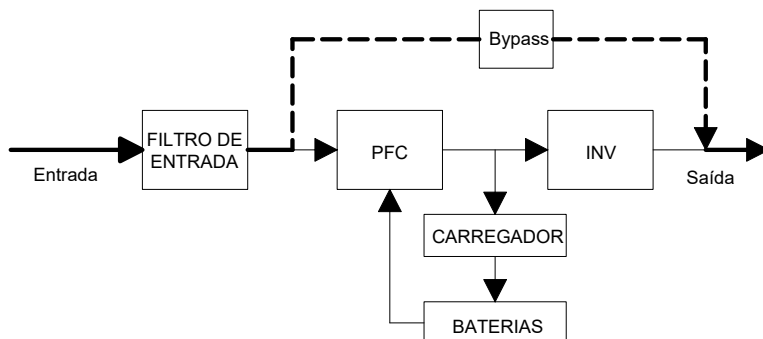 Bypass
FILTRO DE
ENTRADA
PFC
INV
Entrada
Saída
CARREGADOR
BATERIAS